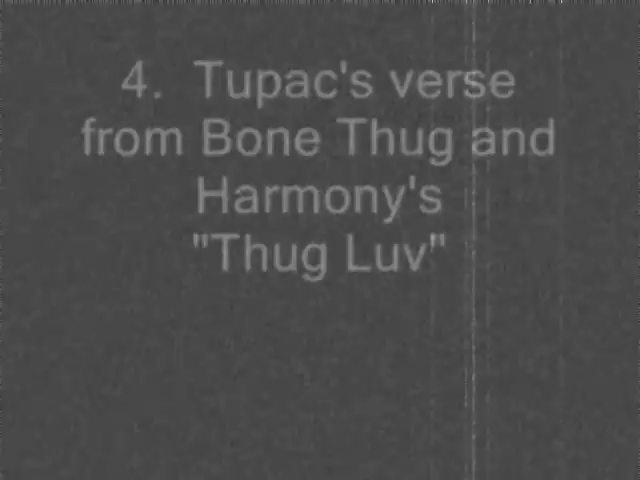 4. Tupac's verse
from Bone Thug and
Harmony's
"Thug Luv"